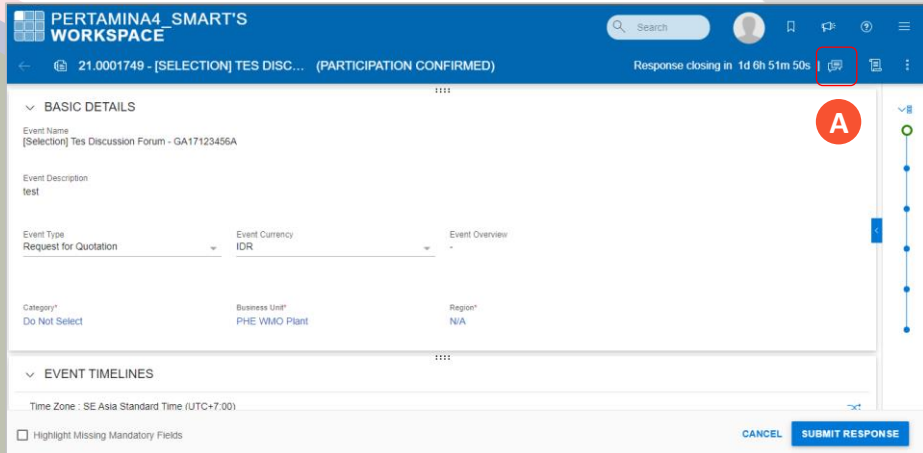 PERTAMINA4_SMART'S
WORKSPACE
Search
21.0001749 - [SELECTION] TES DISC... (PARTICIPATION CONFIRMED)
Response closing in 1d 6h 51m 50s |
A
BASIC DETAILS
Event Name
[Selection] Tes Discussion Forum - GA17123456A
Event Description
test
Event Type Event Currency Event Overview
Request for Quotation IDR -
Category* Business Unit* Region*
Do Not Select PHE WMO Plant N/A
EVENT TIMELINES
Time Zone : SE Asia Standard Time (UTC+7:00)
Highlight Missing Mandatory Fields
CANCEL SUBMIT RESPONSE